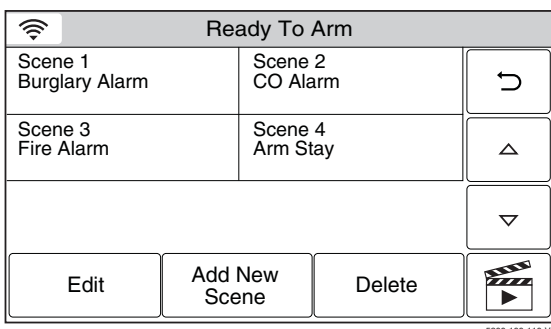 Ready To Arm
Scene 1
Burglary Alarm
Scene 2
CO Alarm
Scene 3
Fire Alarm
Scene 4
Arm Stay
Edit
Add New
Scene
Delete